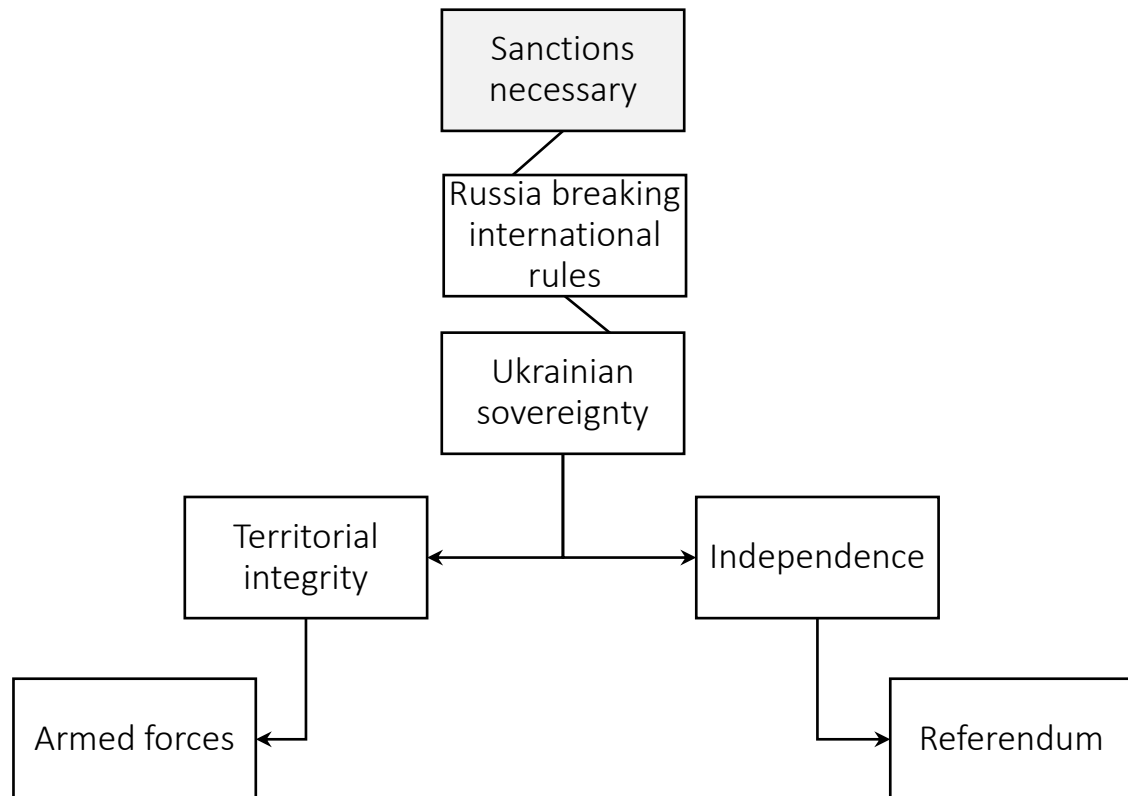 Sanctions
necessary
Russia breaking
international
rules
Ukrainian
sovereignty
Territorial
integrity
Independence
Armed forces
Referendum